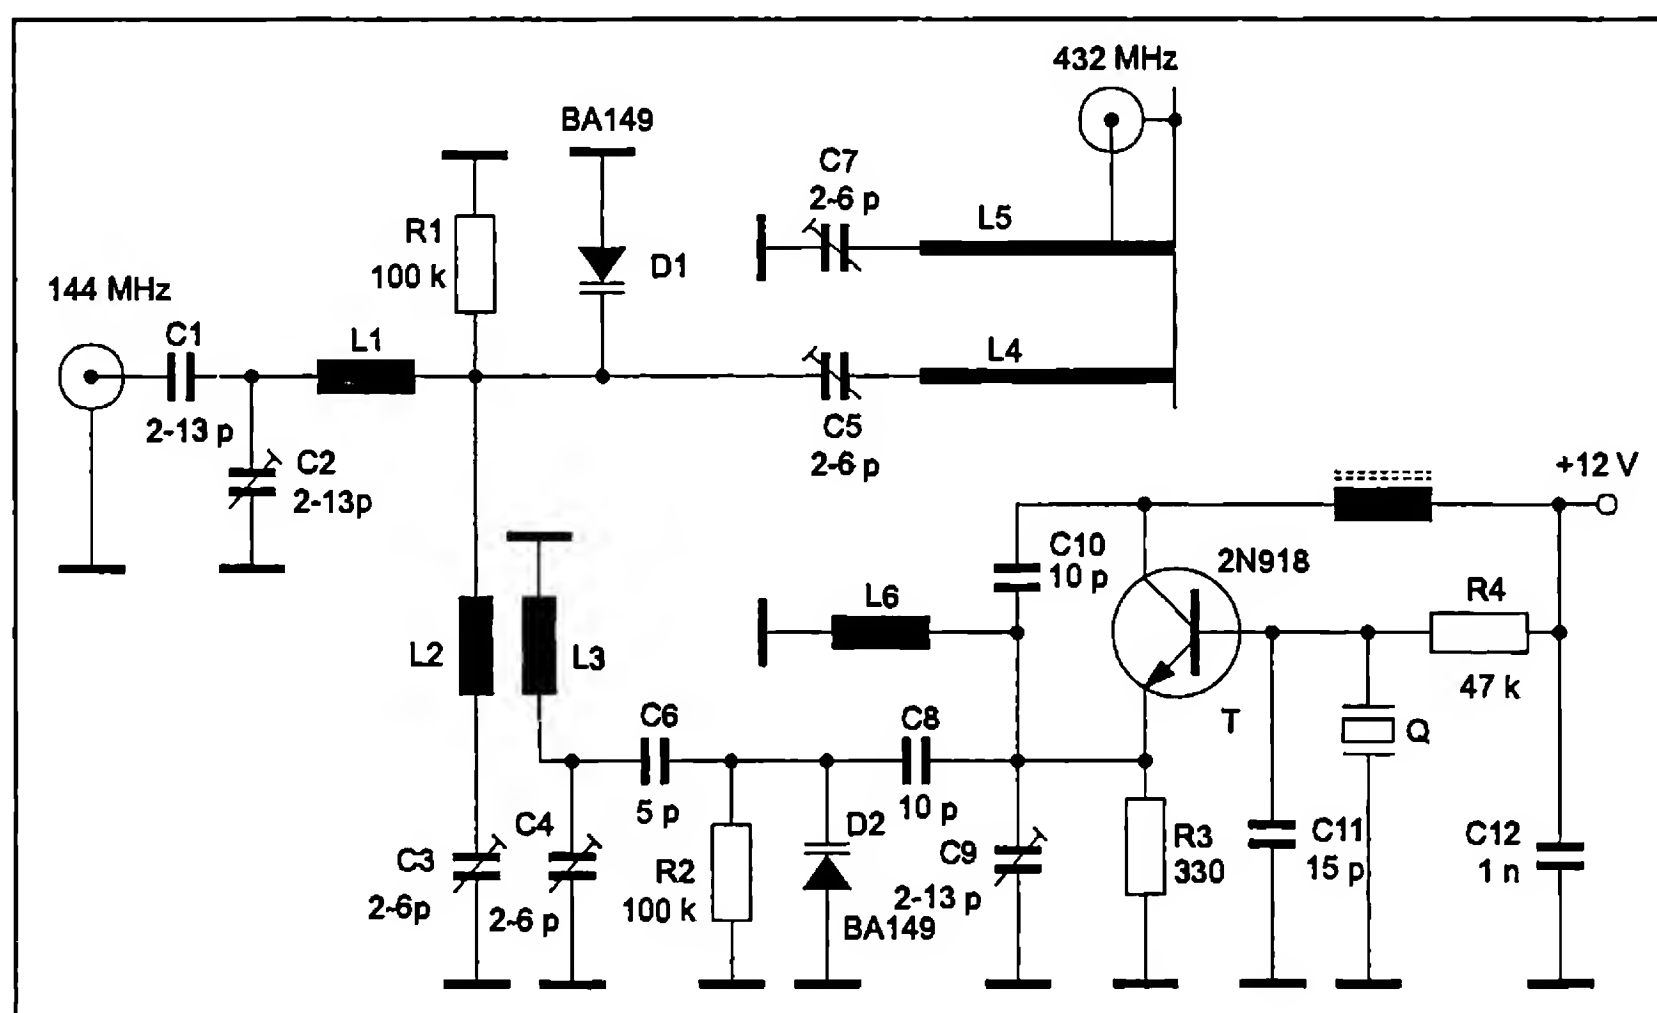 432 MHz
BA149
C7
2-6 p
L5
R1
100 k
D1
144 MHz
C1
L1
L4
2-13 p
C5
2-6 p
C2
2-13p
+12 V
C10
10 p
2N918
L6
R4
L2
L3
47 k
C6
C8
T
Q
5 p
10 p
C4
D2
C3
2-6p
2-6 p
R2
100 k
C9
2-13 p
BA149
R3
330
C11
15 p
C12
1 n